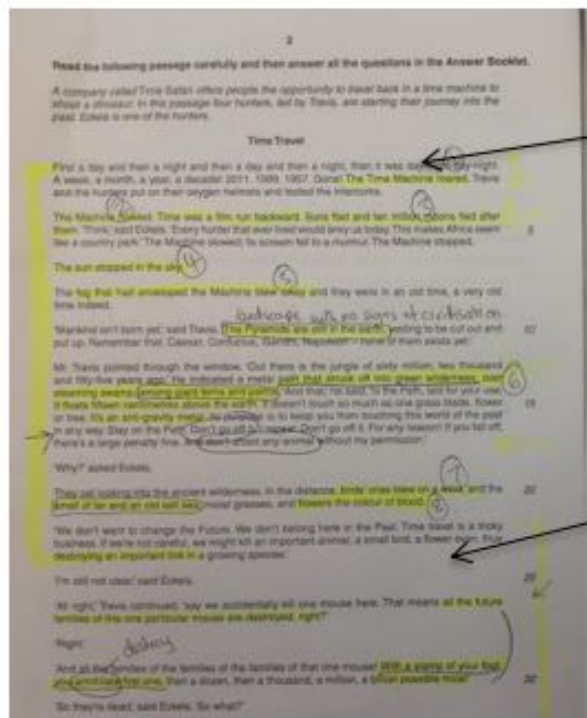 2
Read the following passage carefully and then answer all the questions in the Answer Booklet.
A company called Time Safari offers people the opportunity to travel back in a time machine to
shoot a dinosaur. In this passage four hunters, led by Travis, are starting their journey into the
past. Eckels is one of the hunters.
Time Travel
First a day and then a night and then a day and then a night, then it was day-night.
A week, a month, a year, a decade! 2011. 1999. 1957. Gone! The Time Machine roared. Travis
and the hunters put on their oxygen helmets and tested the intercoms.
The Machine Time was a film run backward. Suns fled and ten million moons fled after
them. 'Think,' said Eckels. 'Every hunter that ever lived would envy us today. This makes Africa seem
like a country park.' The Machine slowed; its scream fell to a murmur. The Machine stopped.
5
The sun stopped in the sky.
4
The fog that had enveloped the Machine blew away and they were in an old time, a very old
time indeed.
5
landscape with no signs of civilisation
'Mankind isn't born yet,' said Travis. 'The Pyramids are still in the earth, waiting to be cut out and
put up. Remember that. Caesar, Confucius, Gandhi, Napoleon – none of them exists yet.'
10
Mr. Travis pointed through the window. 'Out there is the jungle of sixty million, two thousand
and fifty-five years ago.' He indicated a metal path that struck off into green wilderness, over
steaming swamp, among giant ferns and palms. 'And that,' he said, 'is the Path, laid for your use.
It floats fifteen centimetres above the earth. It doesn't touch so much as one grass blade, flower
or tree. It's an anti-gravity metal. Its purpose is to keep you from touching this world of the past
in any way. Stay on the Path. Don't go off it. I repeat. Don't go off it. For any reason! If you fall off,
there's a large penalty fine. And don't shoot any animal without my permission.'
6
15
'Why?' asked Eckels.
7
They sat looking into the ancient wilderness. In the distance, birds' cries blew on a wind, and the
smell of tar and an old salt sea, moist grasses, and flowers the colour of blood.
20
8
'We don't want to change the Future. We don't belong here in the Past. Time travel is a tricky
business. If we're not careful, we might kill an important animal, a small bird, a flower even, thus
destroying an important link in a growing species.'
'I'm still not clear,' said Eckels.
25
'All right,' Travis continued, 'say we accidentally kill one mouse here. That means all the future
families of this one particular mouse are destroyed, right?'
'Right.'
destroy
'And all the families of the families of the families of that one mouse! With a stamp of your foot,
you annihilate first one, then a dozen, then a thousand, a million, a billion possible mice!'
30
'So they're dead,' said Eckels. 'So what?'